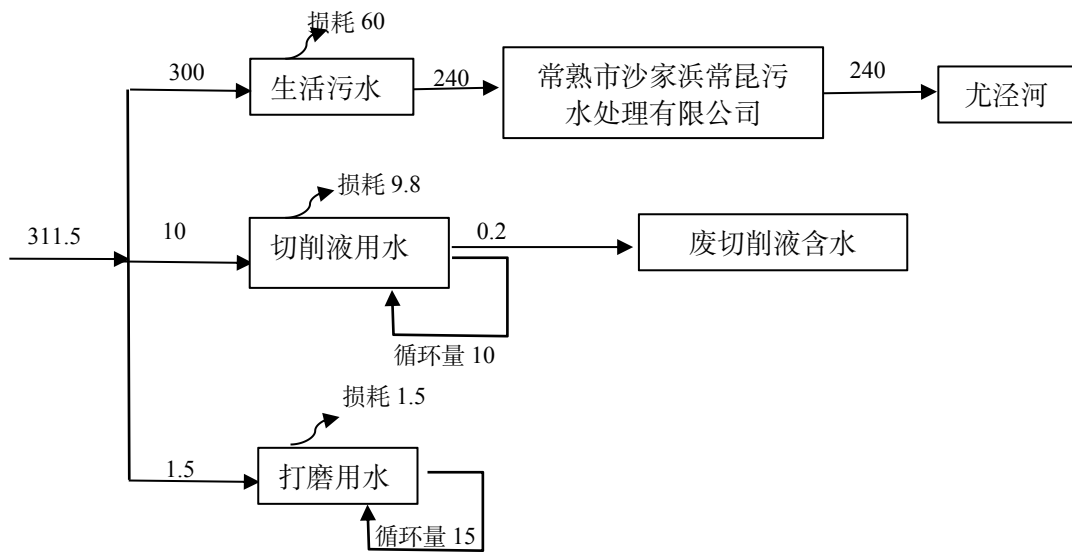 损耗 60
300
生活污水
240
常熟市沙家浜常昆污
水处理有限公司
240
尤泾河
损耗 9.8
311.5
10
切削液用水
0.2
废切削液含水
循环量 10
损耗 1.5
1.5
打磨用水
循环量 15